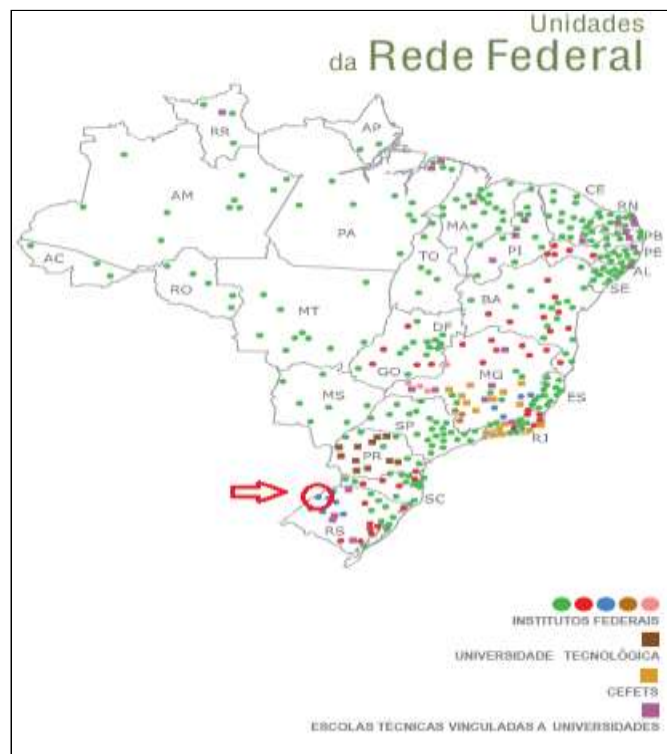 Unidades
da Rede Federal
RR
AP
AM
PA
CE
RN
MA
PB
PI
PE
AC
TO
AL
RO
SE
BA
MT
DF
GO
MG
MS
ES
SP
RJ
PR
SC
RS
INSTITUTOS FEDERAIS
UNIVERSIDADE TECNOLÓGICA
CEFETS
ESCOLAS TÉCNICAS VINCULADAS A UNIVERSIDADES